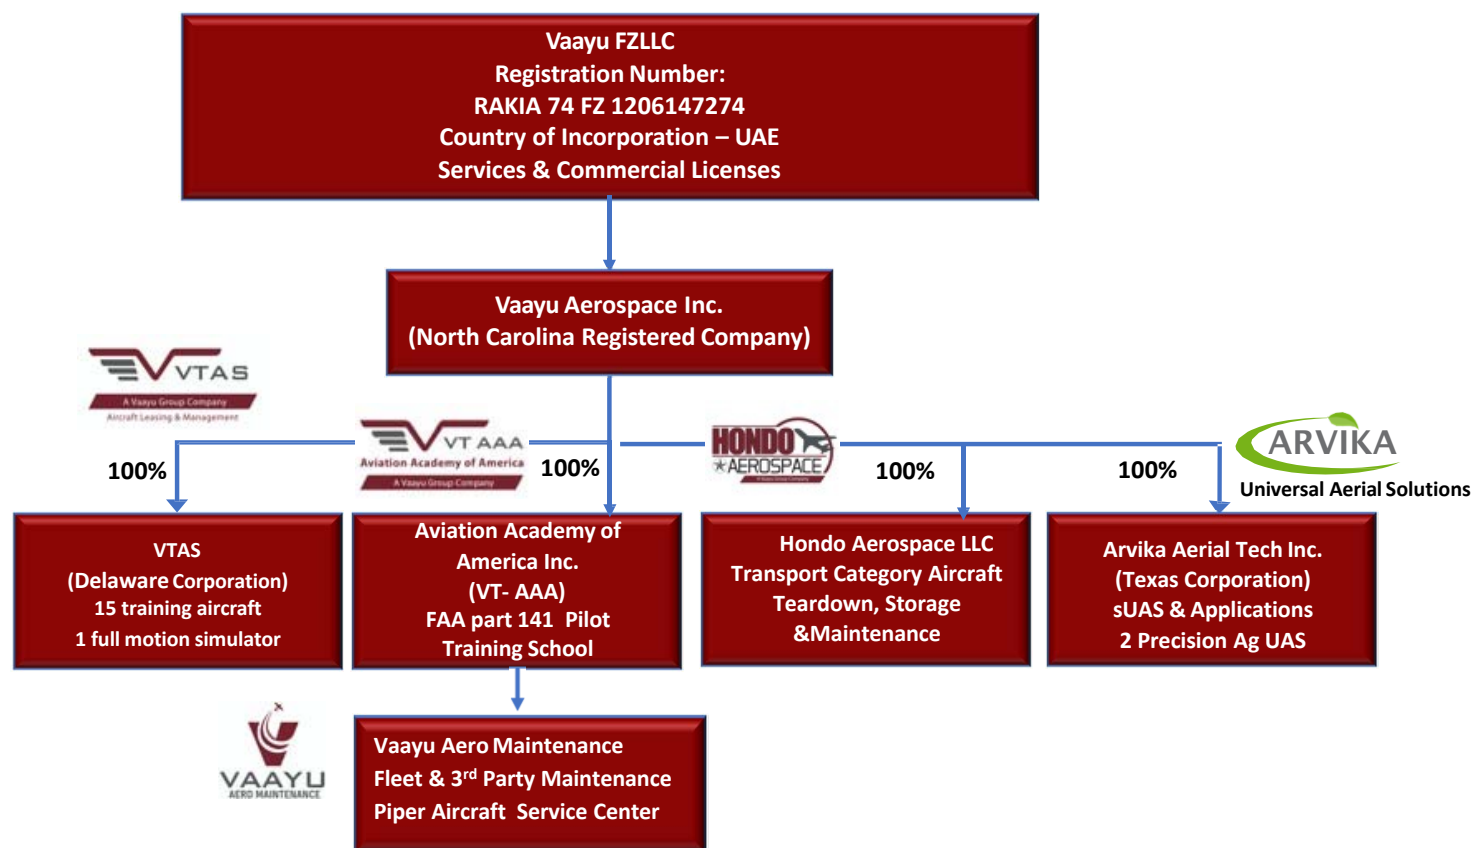 Vaayu FZLLC
Registration Number:
RAKIA 74 FZ 1206147274
Country of Incorporation – UAE
Services & Commercial Licenses
Vaayu Aerospace Inc.
(North Carolina Registered Company)
VTAS
A Vaayu Group Company
Aircraft Leasing & Management
VT AAA
Aviation Academy of America
A Vaayu Group Company
HONDO
AEROSPACE
A Vaayu Group Company
ARVIKA
Universal Aerial Solutions
100%
100%
100%
100%
VTAS
(Delaware Corporation)
15 training aircraft
1 full motion simulator
Aviation Academy of
America Inc.
(VT- AAA)
FAA part 141 Pilot
Training School
Hondo Aerospace LLC
Transport Category Aircraft
Teardown, Storage
&Maintenance
Arvika Aerial Tech Inc.
(Texas Corporation)
sUAS & Applications
2 Precision Ag UAS
VAAYU
AERO MAINTENANCE
Vaayu Aero Maintenance
Fleet & 3rd Party Maintenance
Piper Aircraft Service Center